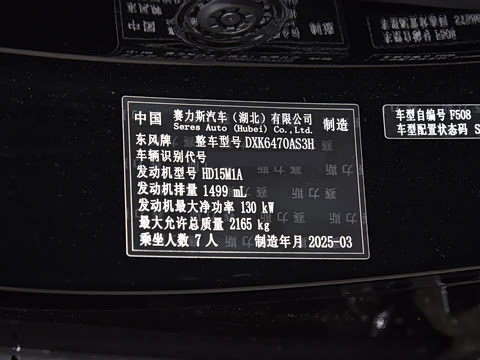 中国 赛力斯汽车（湖北）有限公司 制造
Seres Auto (Hubei) Co.,Ltd.
东风牌 整车型号 DXK6470AS3H
车辆识别代号
发动机型号 HD15M1A
发动机排量 1499 mL
发动机最大净功率 130 kW
最大允许总质量 2165 kg
乘坐人数 7 人 制造年月 2025-03
车型自编号 F508
车型配置状态码 S